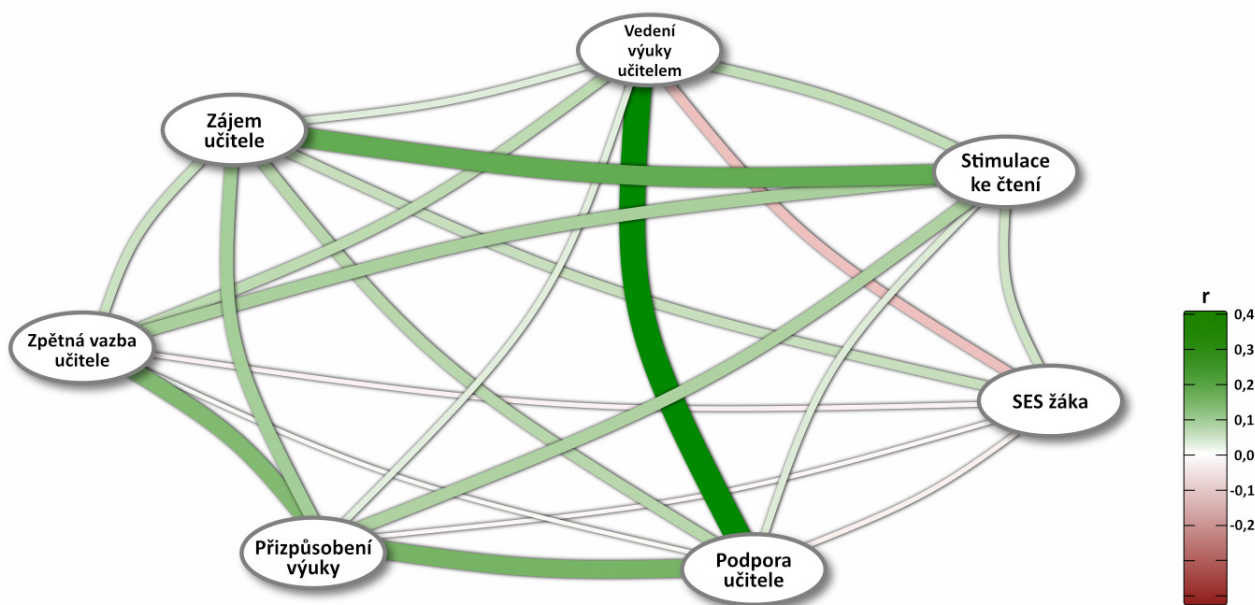 Vedení
výuky
učitelem
Zájem
učitele
Stimulace
ke čtení
Zpětná vazba
učitele
SES žáka
Přizpůsobení
výuky
Podpora
učitele
r
0,4
0,3
0,2
0,1
0,0
-0,1
-0,2